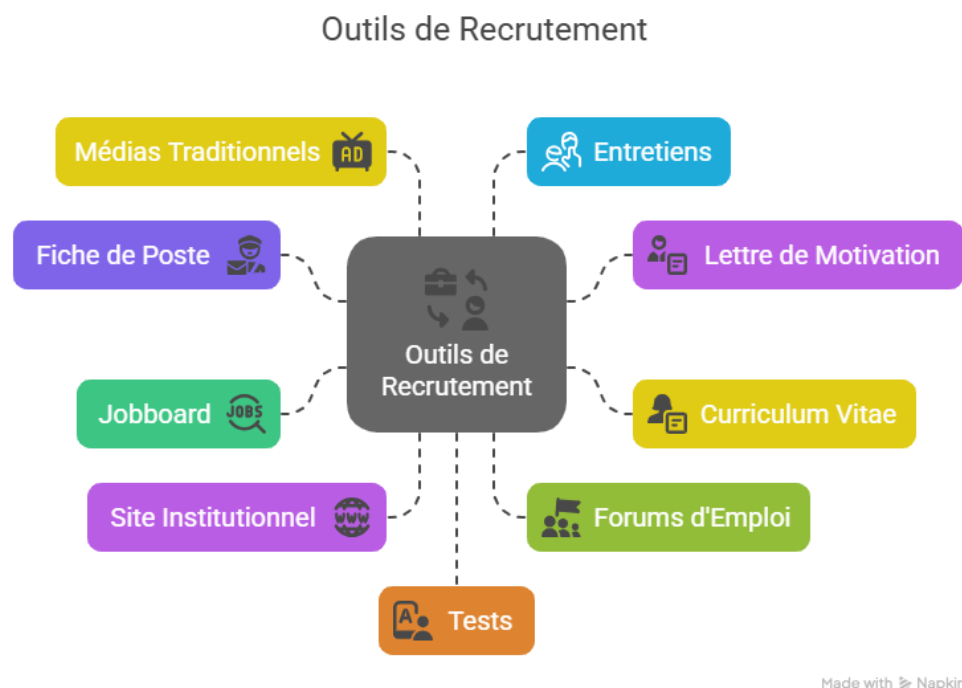 Outils de Recrutement
Médias Traditionnels
AD
Entretiens
Fiche de Poste
Lettre de Motivation
Outils de
Recrutement
Jobboard
JOBS
Curriculum Vitae
Site Institutionnel
www
Forums d'Emploi
A
Tests
Made with Napkin